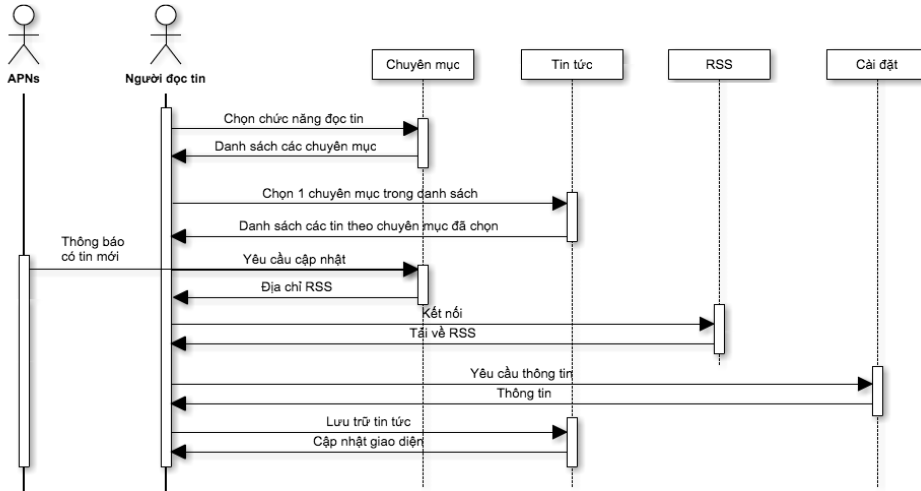 APNs
Người đọc tin
Chuyên mục
Tin tức
RSS
Cài đặt
Chọn chức năng đọc tin
Danh sách các chuyên mục
Chọn 1 chuyên mục trong danh sách
Danh sách các tin theo chuyên mục đã chọn
Thông báo
có tin mới
Yêu cầu cập nhật
Địa chỉ RSS
Kết nối
Tải về RSS
Yêu cầu thông tin
Thông tin
Lưu trữ tin tức
Cập nhật giao diện